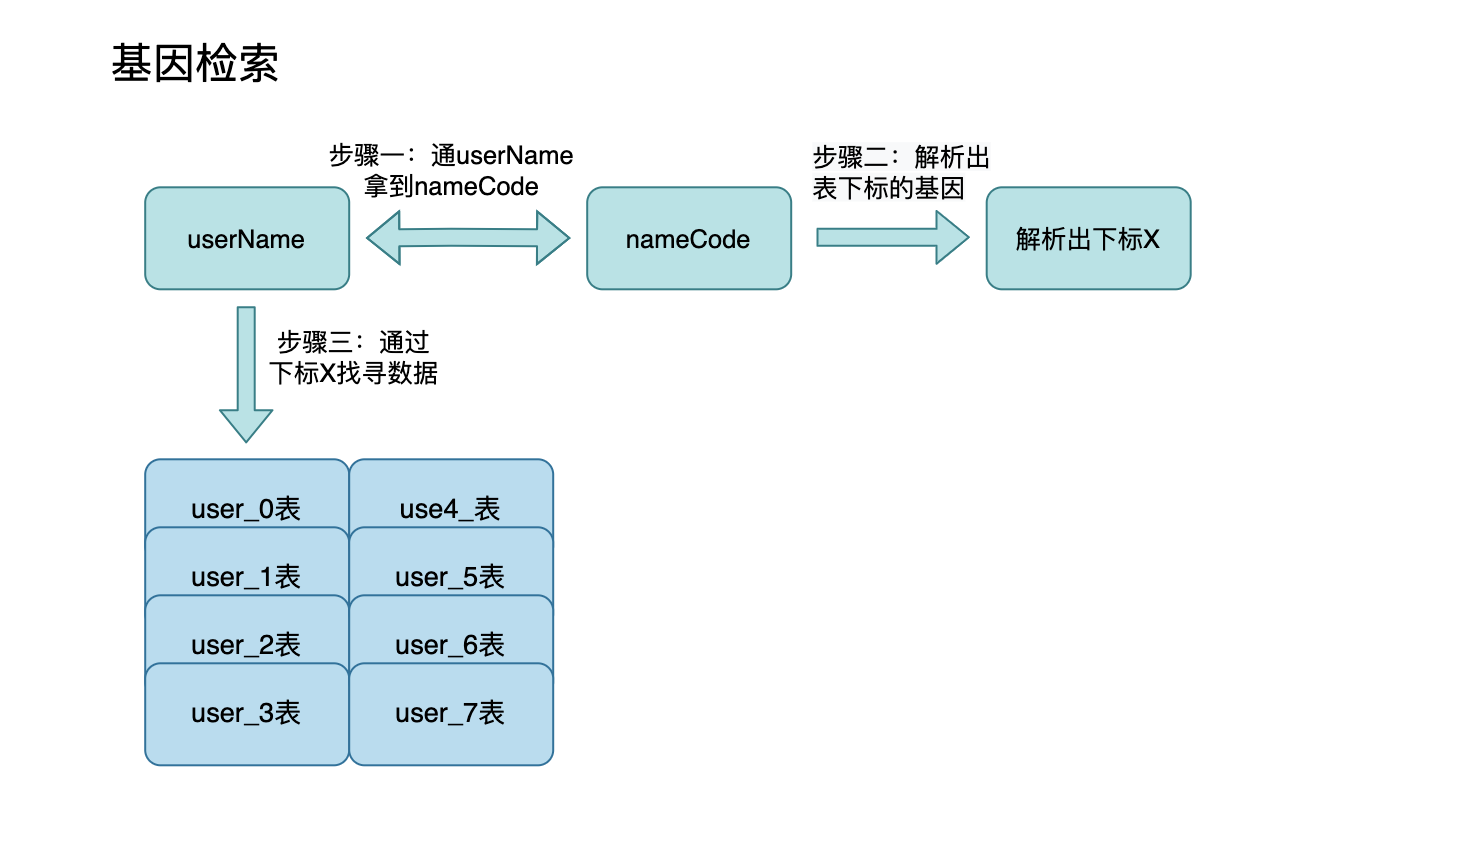 基因检索
步骤一：通userName
拿到nameCode
步骤二：解析出
表下标的基因
userName
nameCode
解析出下标X
步骤三：通过
下标X找寻数据
user_0表
use4_表
user_1表
user_5表
user_2表
user_6表
user_3表
user_7表